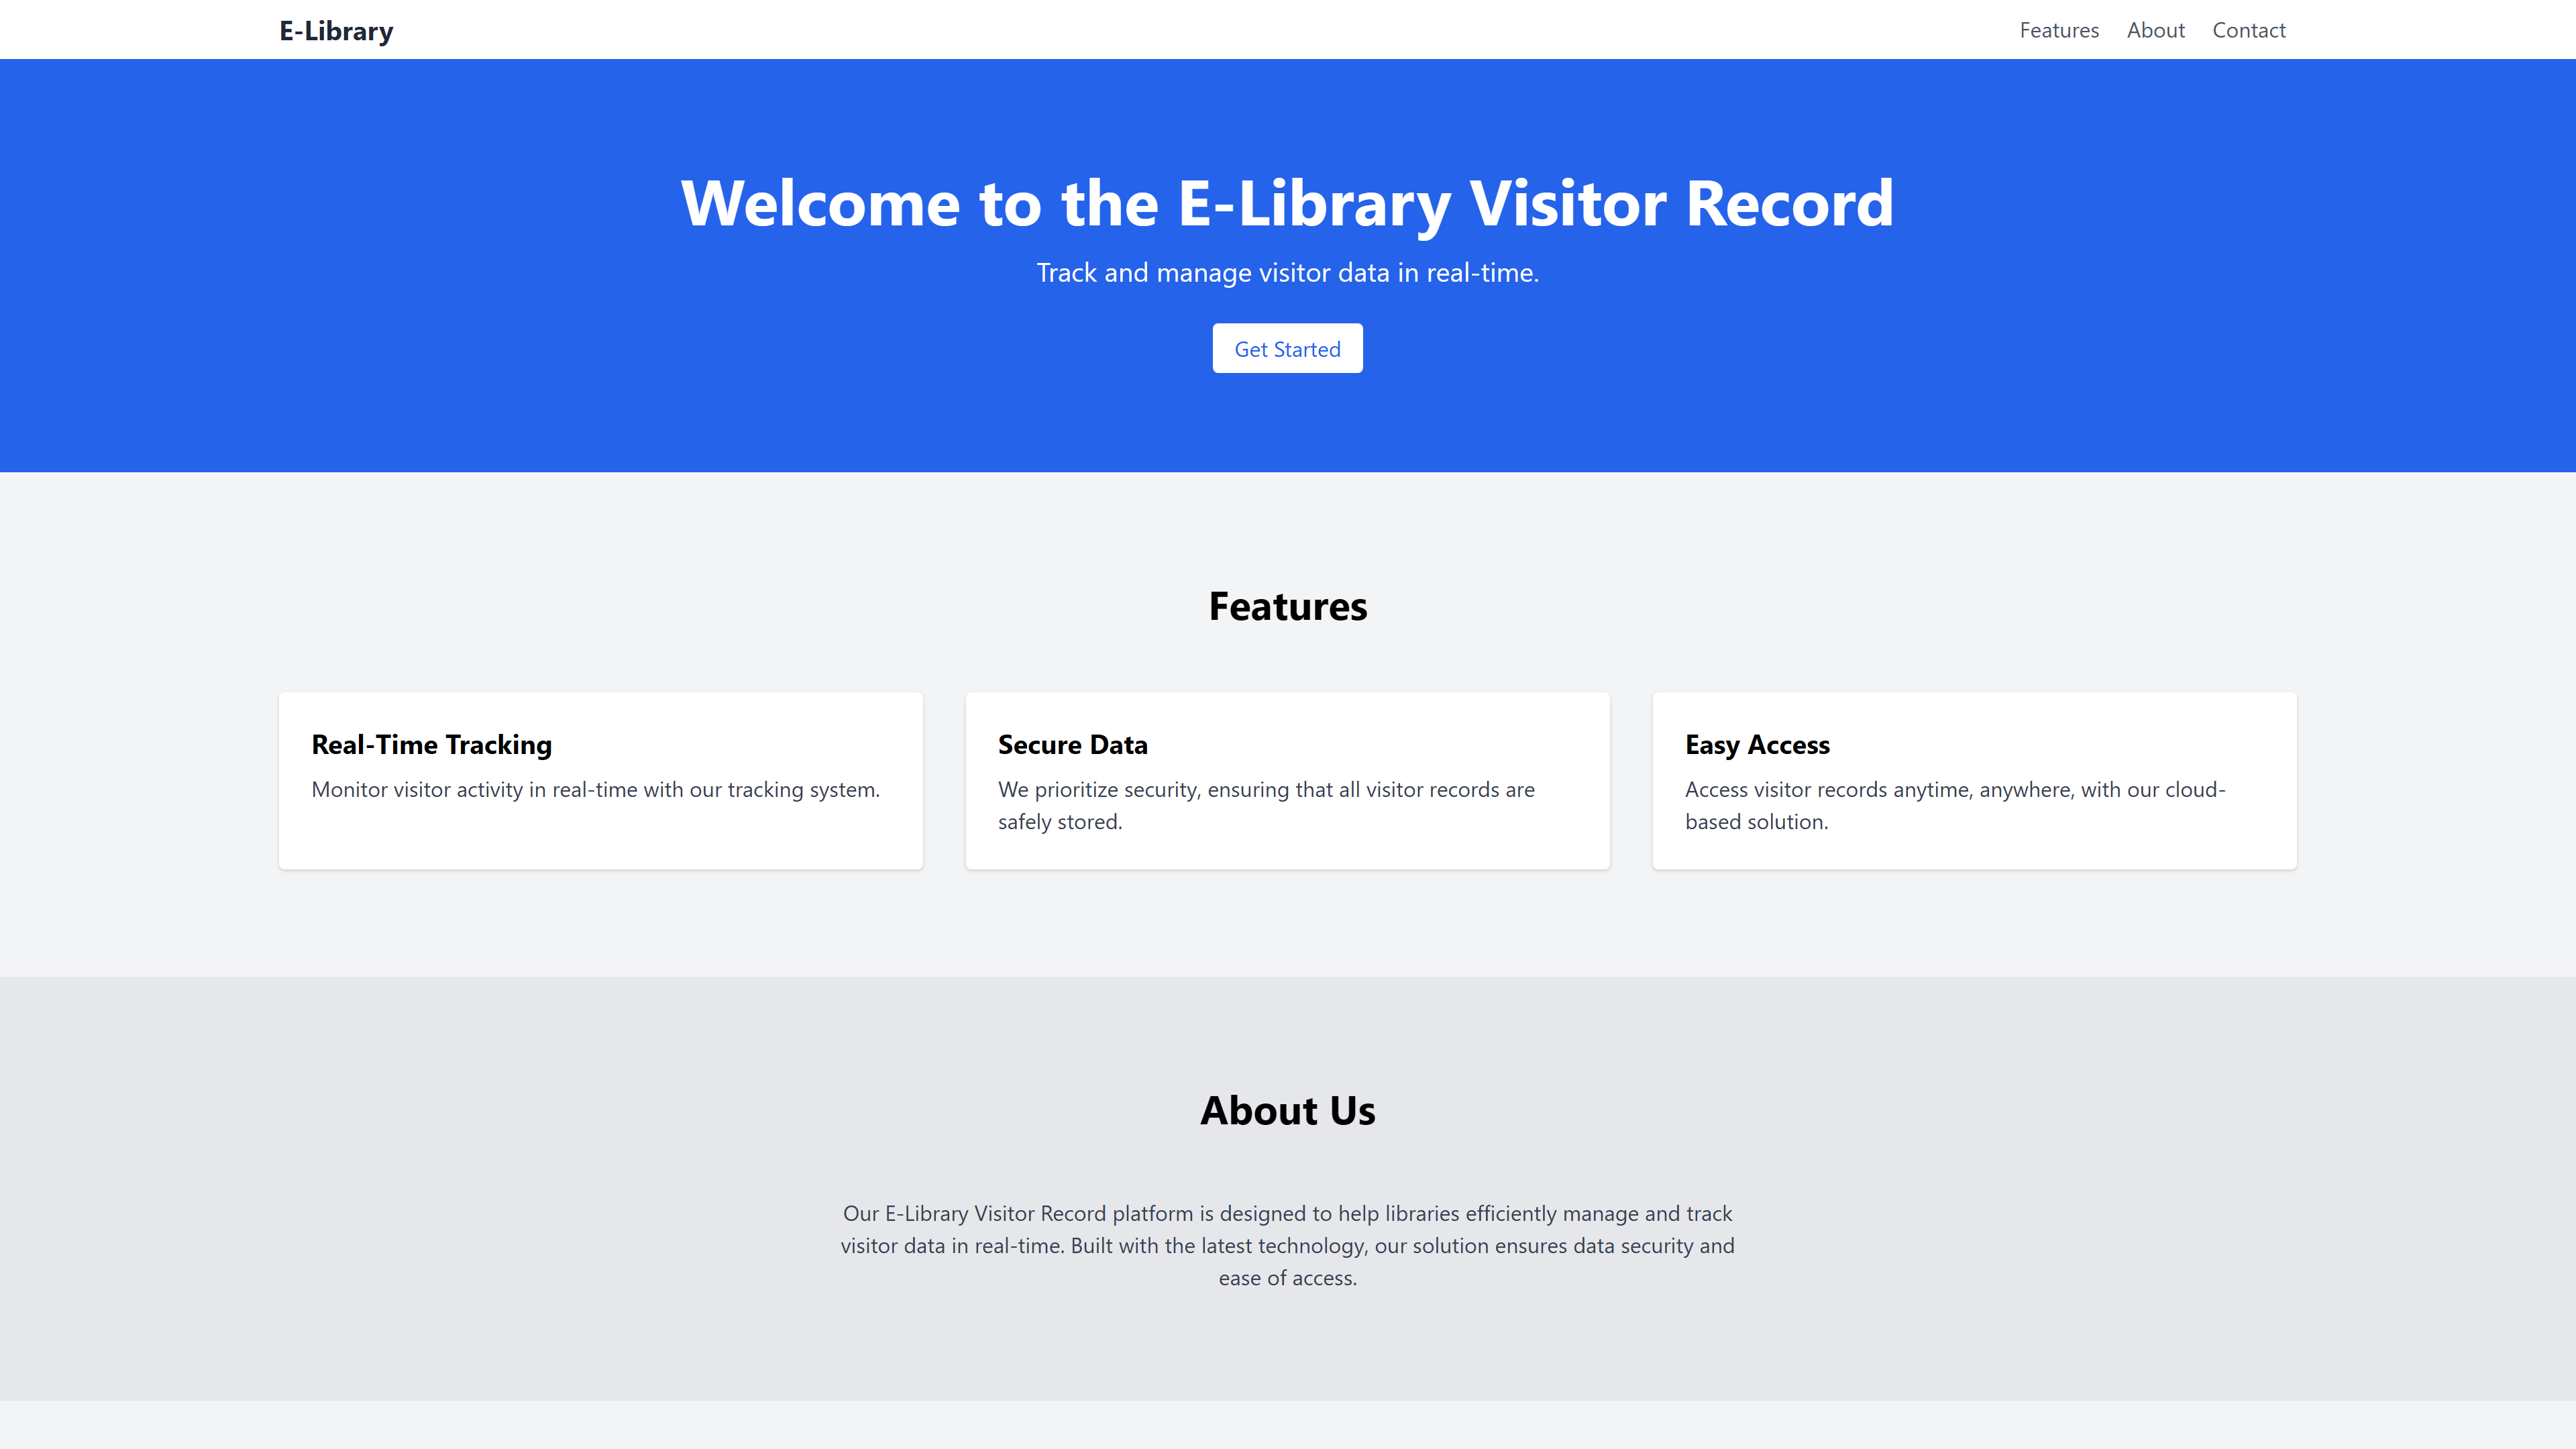 E-Library
Features About Contact
Welcome to the E-Library Visitor Record
Track and manage visitor data in real-time.
Get Started
Features
Real-Time Tracking
Monitor visitor activity in real-time with our tracking system.
Secure Data
We prioritize security, ensuring that all visitor records are
safely stored.
Easy Access
Access visitor records anytime, anywhere, with our cloud-
based solution.
About Us
Our E-Library Visitor Record platform is designed to help libraries efficiently manage and track
visitor data in real-time. Built with the latest technology, our solution ensures data security and
ease of access.